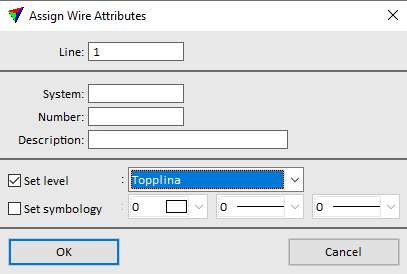 Assign Wire Attributes
Line: 1
System:
Number:
Description:
Set level : Topplina
Set symbology : 0 0 0
OK Cancel